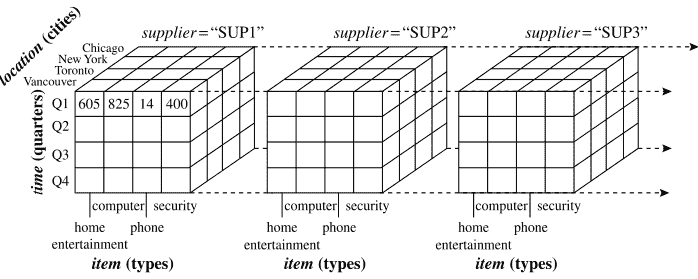 location (cities)
supplier = “SUP1”
supplier = “SUP2”
supplier = “SUP3”
Chicago
New York
Toronto
Vancouver
time (quarters)
Q1 605 825 14 400
Q2
Q3
Q4
computer security
home entertainment
phone
item (types)
computer security
home entertainment
phone
item (types)
computer security
home entertainment
phone
item (types)